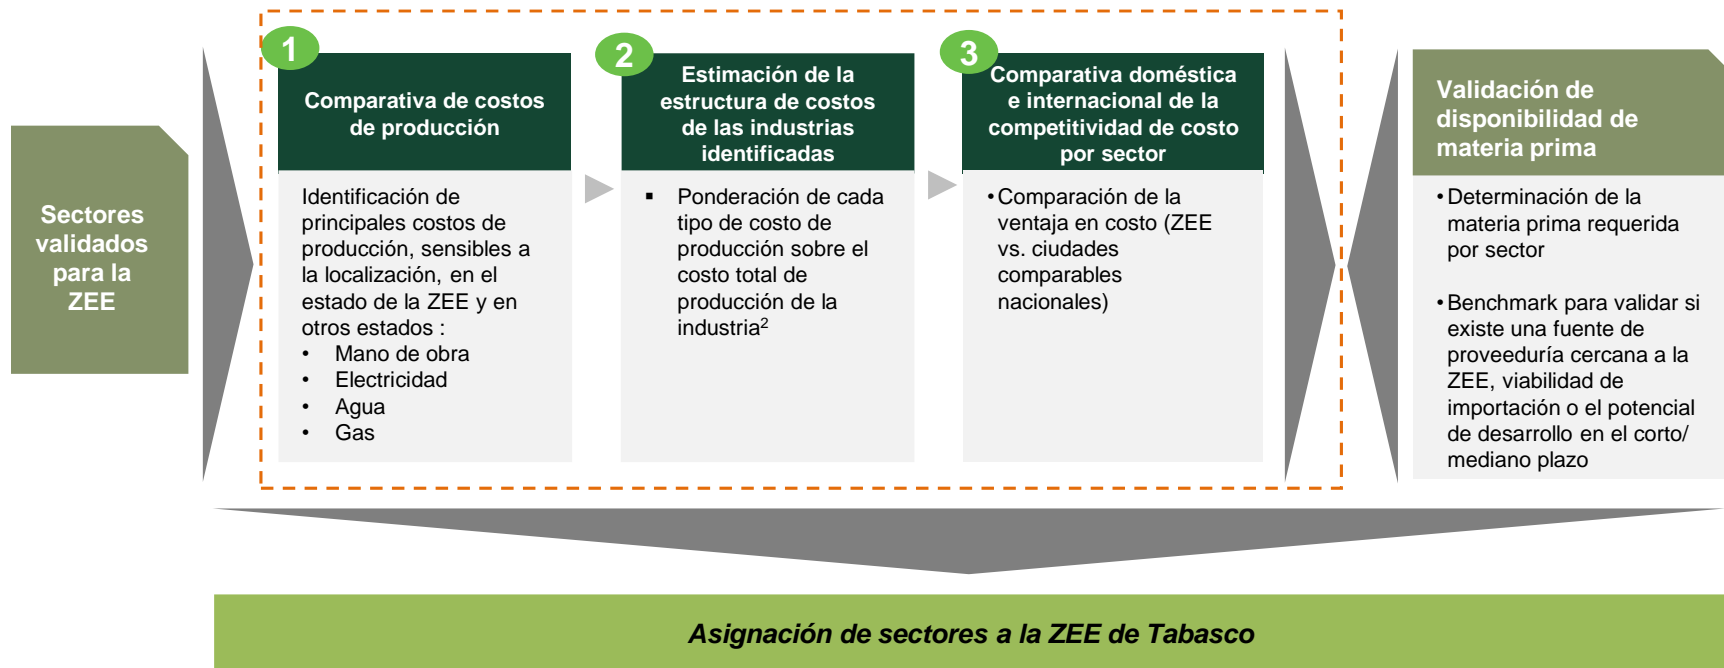 Sectores
validados
para la
ZEE
1
Comparativa de costos
de producción
Identificación de
principales costos de
producción, sensibles a
la localización, en el
estado de la ZEE y en
otros estados :
• Mano de obra
• Electricidad
• Agua
• Gas
2
Estimación de la
estructura de costos
de las industrias
identificadas
▪ Ponderación de cada
tipo de costo de
producción sobre el
costo total de
producción de la
industria²
3
Comparativa doméstica
e internacional de la
competitividad de costo
por sector
• Comparación de la
ventaja en costo (ZEE
vs. ciudades
comparables
nacionales)
Validación de
disponibilidad de
materia prima
• Determinación de la
materia prima requerida
por sector
• Benchmark para validar si
existe una fuente de
proveeduría cercana a la
ZEE, viabilidad de
importación o el potencial
de desarrollo en el corto/
mediano plazo
Asignación de sectores a la ZEE de Tabasco